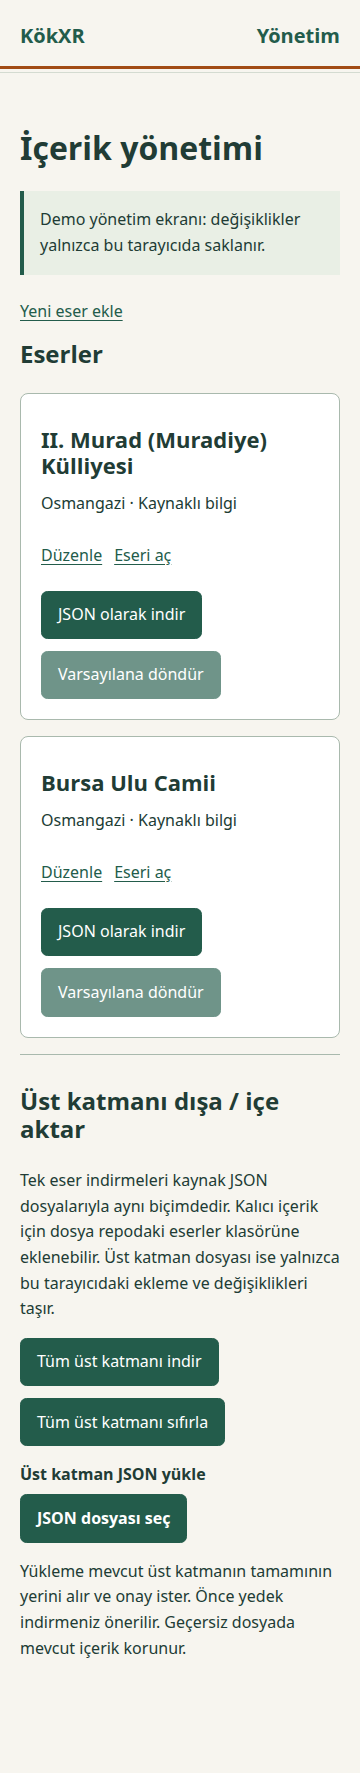 KökXR
Yönetim
İçerik yönetimi
Demo yönetim ekranı: değişiklikler
yalnızca bu tarayıcıda saklanır.
Yeni eser ekle
Eserler
II. Murad (Muradiye)
Külliyesi
Osmangazi · Kaynaklı bilgi
Düzenle Eseri aç
JSON olarak indir
Varsayılana döndür
Bursa Ulu Camii
Osmangazi · Kaynaklı bilgi
Düzenle Eseri aç
JSON olarak indir
Varsayılana döndür
Üst katmanı dışa / içe
aktar
Tek eser indirmeleri kaynak JSON
dosyalarıyla aynı biçimdedir. Kalıcı içerik
için dosya repodaki eserler klasörüne
eklenebilir. Üst katman dosyası ise yalnızca
bu tarayıcıdaki ekleme ve değişiklikleri
taşır.
Tüm üst katmanı indir
Tüm üst katmanı sıfırla
Üst katman JSON yükle
JSON dosyası seç
Yükleme mevcut üst katmanın tamamının
yerini alır ve onay ister. Önce yedek
indirmeniz önerilir. Geçersiz dosyada
mevcut içerik korunur.